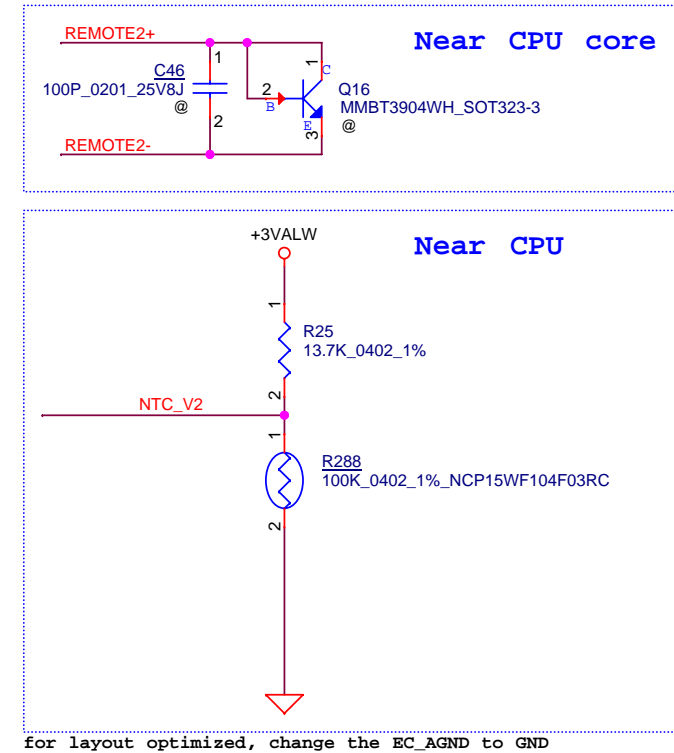 REMOTE2+
Near CPU core
1
1
C
C46
100P_0201_25V8J
@
2
B
Q16
MMBT3904WH_SOT323-3
@
2
E
3
REMOTE2-
+3VALW
Near CPU
1
R25
13.7K_0402_1%
2
NTC_V2
1
R288
100K_0402_1%_NCP15WF104F03RC
2
for layout optimized, change the EC_AGND to GND